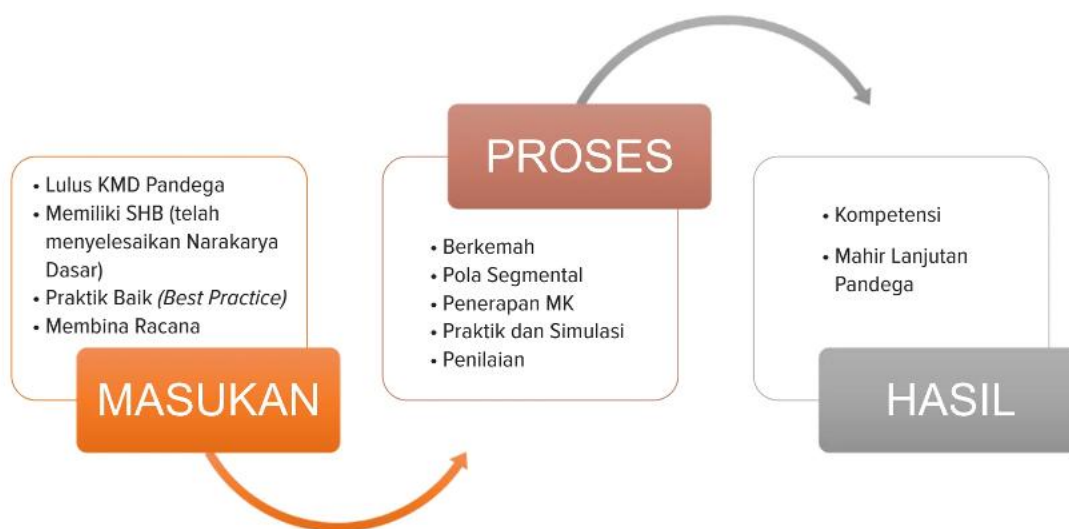 • Lulus KMD Pandega
• Memiliki SHB (telah
menyelesaikan Narakarya
Dasar)
• Praktik Baik (Best Practice)
• Membina Racana
MASUKAN
PROSES
• Berkemah
• Pola Segmental
• Penerapan MK
• Praktik dan Simulasi
• Penilaian
• Kompetensi
• Mahir Lanjutan
Pandega
HASIL